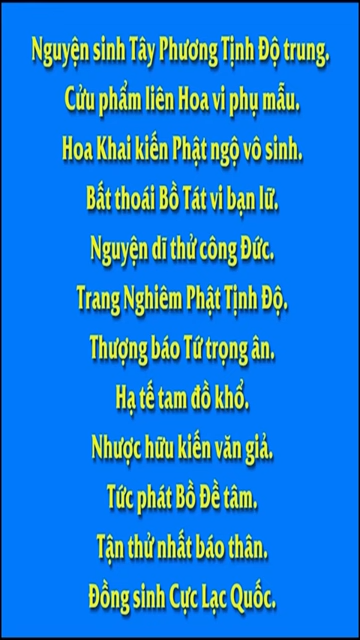 Nguyện sinh Tây Phương Tịnh Độ trung.
Cửu phẩm liên Hoa vi phụ mẫu.
Hoa Khai kiến Phật ngộ vô sinh.
Bất thoái Bồ Tát vi bạn lữ.
Nguyện dĩ thử công Đức.
Trang Nghiêm Phật Tịnh Độ.
Thượng báo Tứ trọng ân.
Hạ tế tam đồ khổ.
Nhược hữu kiến văn giả.
Tức phát Bồ Đề tâm.
Tận thử nhất báo thân.
Đồng sinh Cực Lạc Quốc.